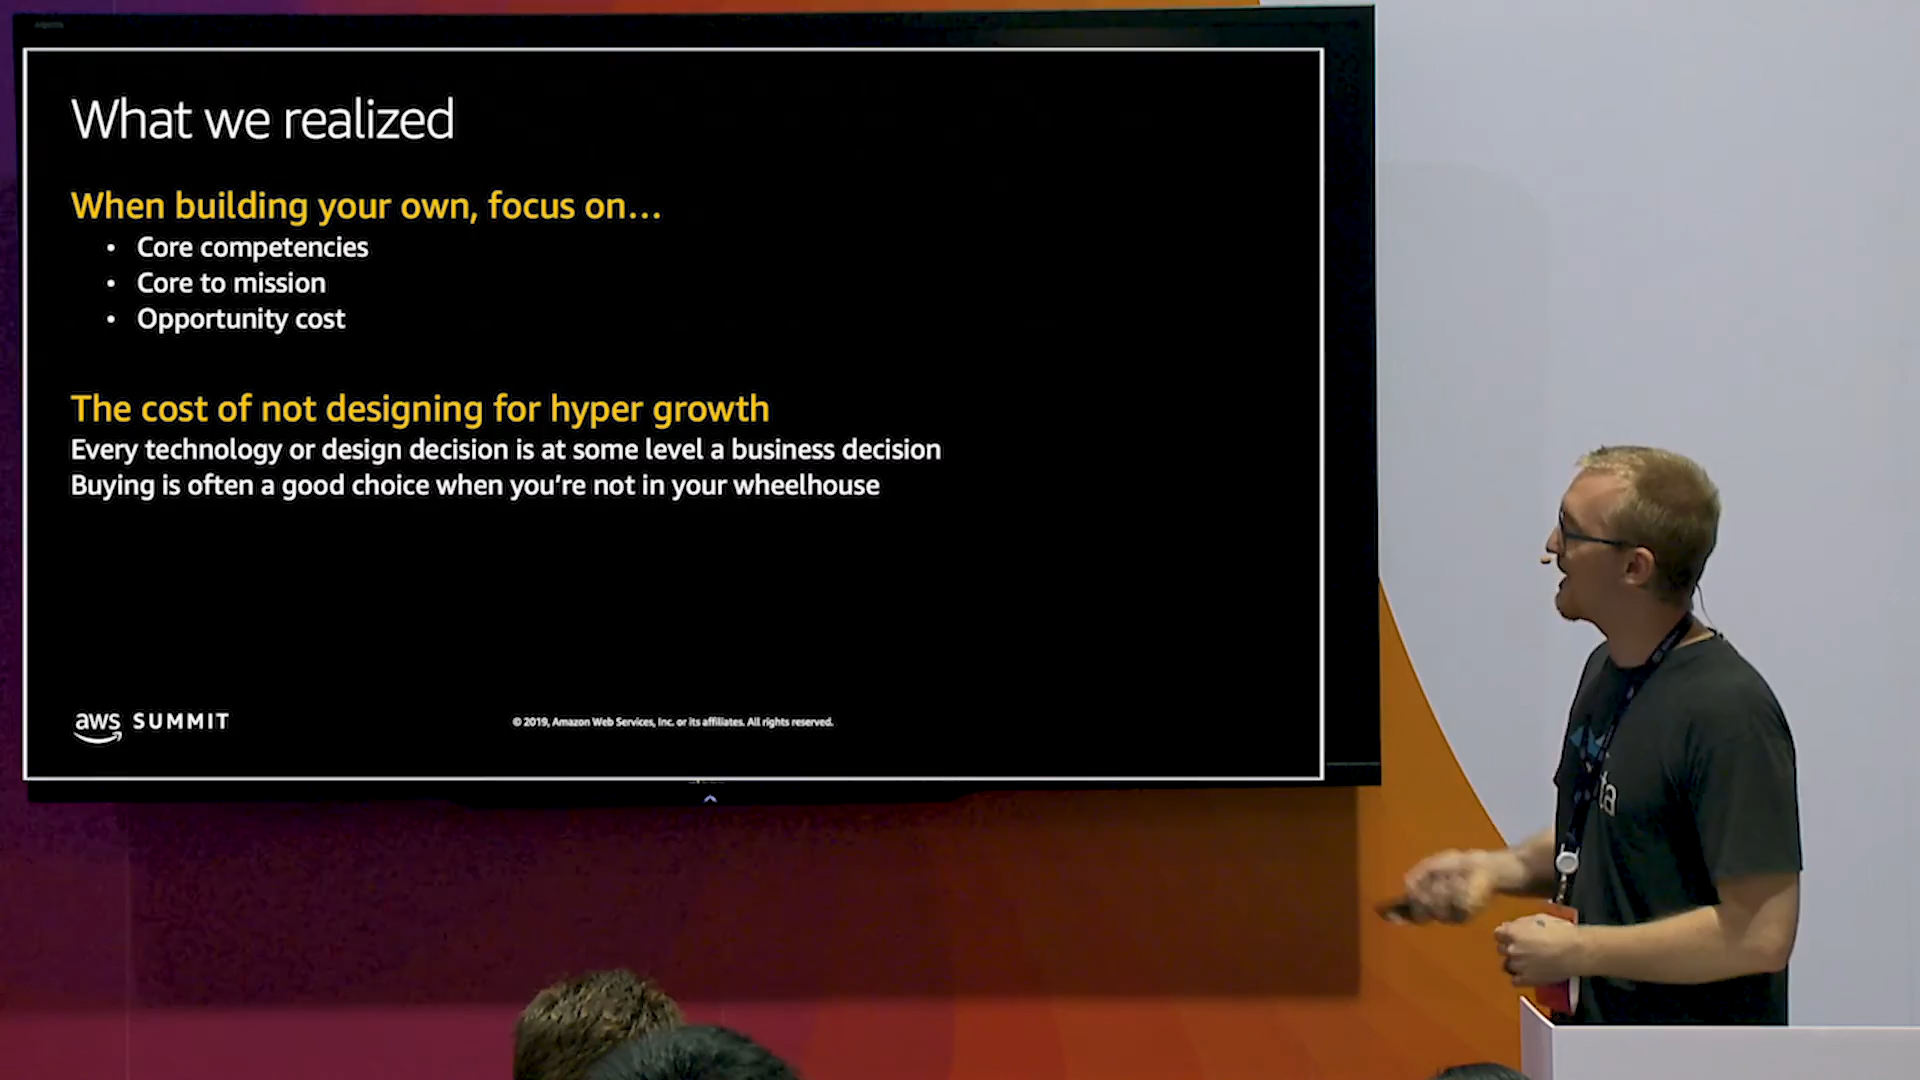 What we realized
When building your own, focus on...
• Core competencies
• Core to mission
• Opportunity cost
The cost of not designing for hyper growth
Every technology or design decision is at some level a business decision
Buying is often a good choice when you're not in your wheelhouse
aws SUMMIT
© 2019, Amazon Web Services, Inc. or its affiliates. All rights reserved.
ta